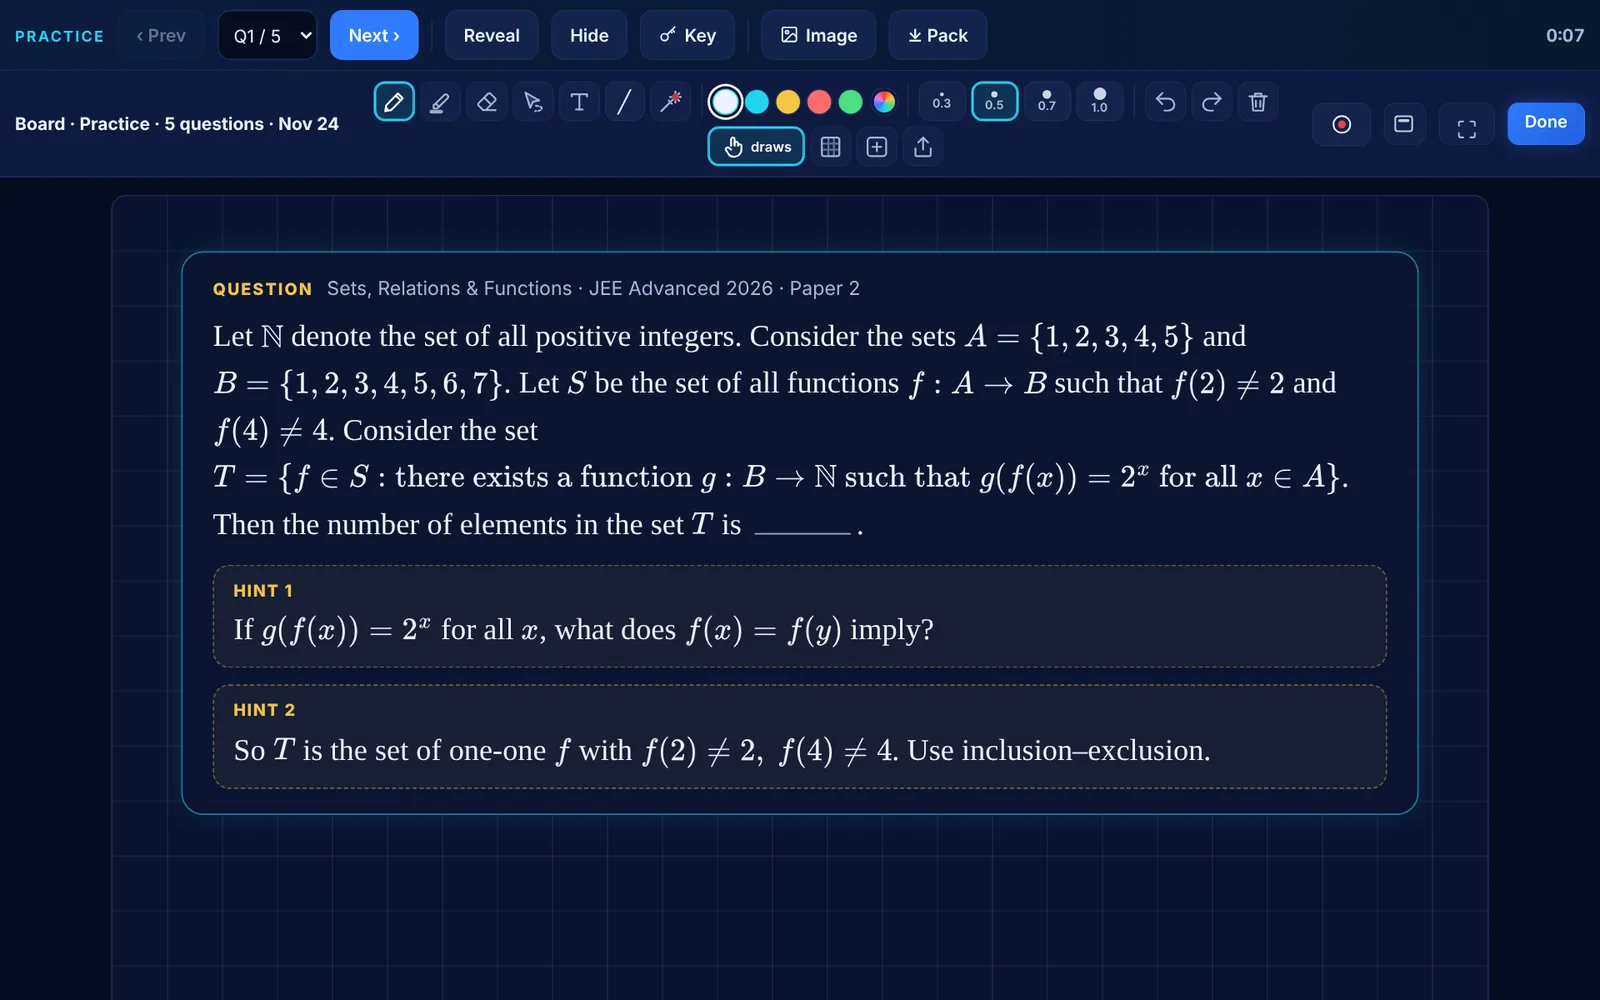 PRACTICE ‹ Prev Q1 / 5 Next › Reveal Hide Key Image Pack 0:07
Board · Practice · 5 questions · Nov 24
T 0.3 0.5 0.7 1.0
draws
Done
QUESTION Sets, Relations & Functions · JEE Advanced 2026 · Paper 2
Let ℕ denote the set of all positive integers. Consider the sets A = {1, 2, 3, 4, 5} and
B = {1, 2, 3, 4, 5, 6, 7}. Let S be the set of all functions f : A → B such that f(2) ≠ 2 and
f(4) ≠ 4. Consider the set
T = {f ∈ S : there exists a function g : B → ℕ such that g(f(x)) = 2ˣ for all x ∈ A}.
Then the number of elements in the set T is ______ .
HINT 1
If g(f(x)) = 2ˣ for all x, what does f(x) = f(y) imply?
HINT 2
So T is the set of one-one f with f(2) ≠ 2, f(4) ≠ 4. Use inclusion–exclusion.